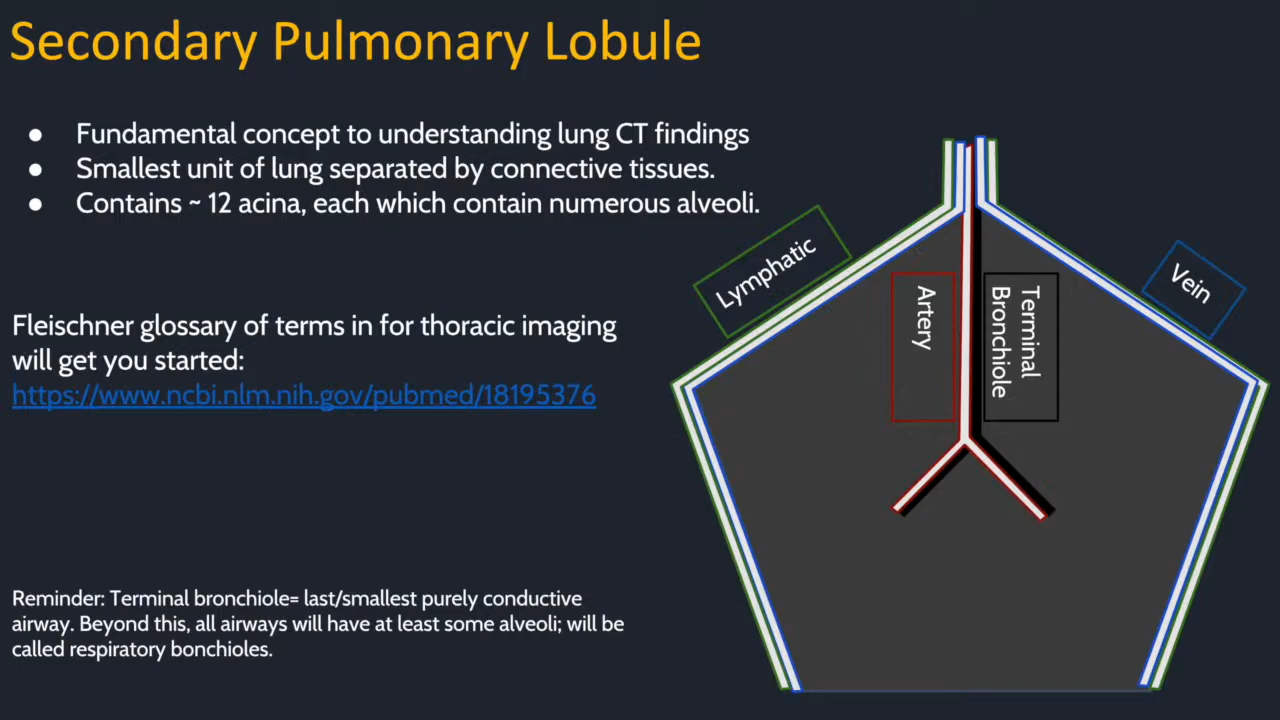 Secondary Pulmonary Lobule
● Fundamental concept to understanding lung CT findings
● Smallest unit of lung separated by connective tissues.
● Contains ~ 12 acina, each which contain numerous alveoli.
Fleischner glossary of terms in for thoracic imaging
will get you started:
https://www.ncbi.nlm.nih.gov/pubmed/18195376
Reminder: Terminal bronchiole= last/smallest purely conductive
airway. Beyond this, all airways will have at least some alveoli; will be
called respiratory bonchioles.
Lymphatic
Artery
Terminal
Bronchiole
Vein